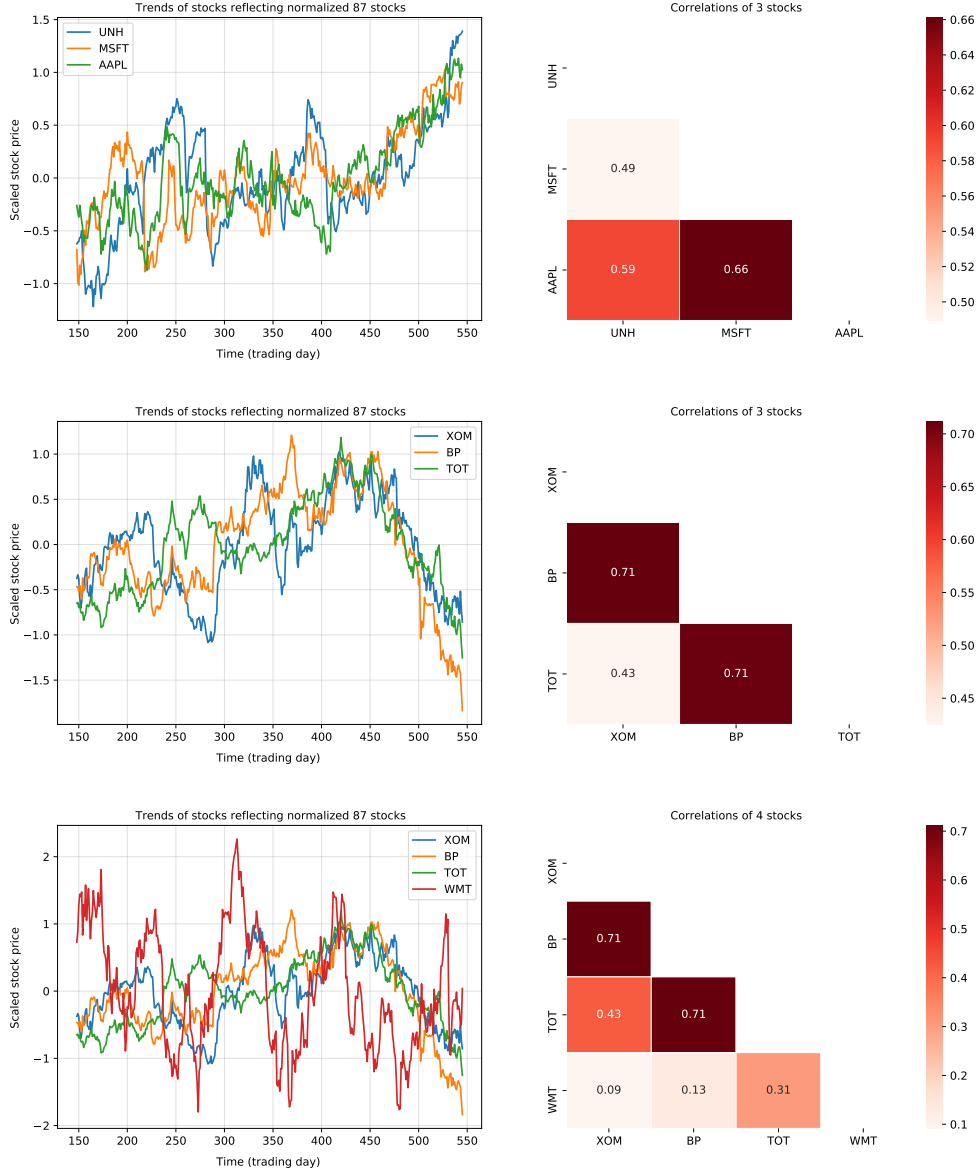 Trends of stocks reflecting normalized 87 stocks
UNH
MSFT
AAPL
1.5
1.0
0.5
0.0
−0.5
−1.0
Scaled stock price
150 200 250 300 350 400 450 500 550
Time (trading day)
Correlations of 3 stocks
UNH
MSFT
AAPL
0.49
0.59 0.66
UNH MSFT AAPL
0.66
0.64
0.62
0.60
0.58
0.56
0.54
0.52
0.50
Trends of stocks reflecting normalized 87 stocks
XOM
BP
TOT
1.0
0.5
0.0
−0.5
−1.0
−1.5
Scaled stock price
150 200 250 300 350 400 450 500 550
Time (trading day)
Correlations of 3 stocks
XOM
BP
TOT
0.71
0.43 0.71
XOM BP TOT
0.70
0.65
0.60
0.55
0.50
0.45
Trends of stocks reflecting normalized 87 stocks
XOM
BP
TOT
WMT
2
1
0
−1
−2
Scaled stock price
150 200 250 300 350 400 450 500 550
Time (trading day)
Correlations of 4 stocks
XOM
BP
TOT
WMT
0.71
0.43 0.71
0.09 0.13 0.31
XOM BP TOT WMT
0.7
0.6
0.5
0.4
0.3
0.2
0.1